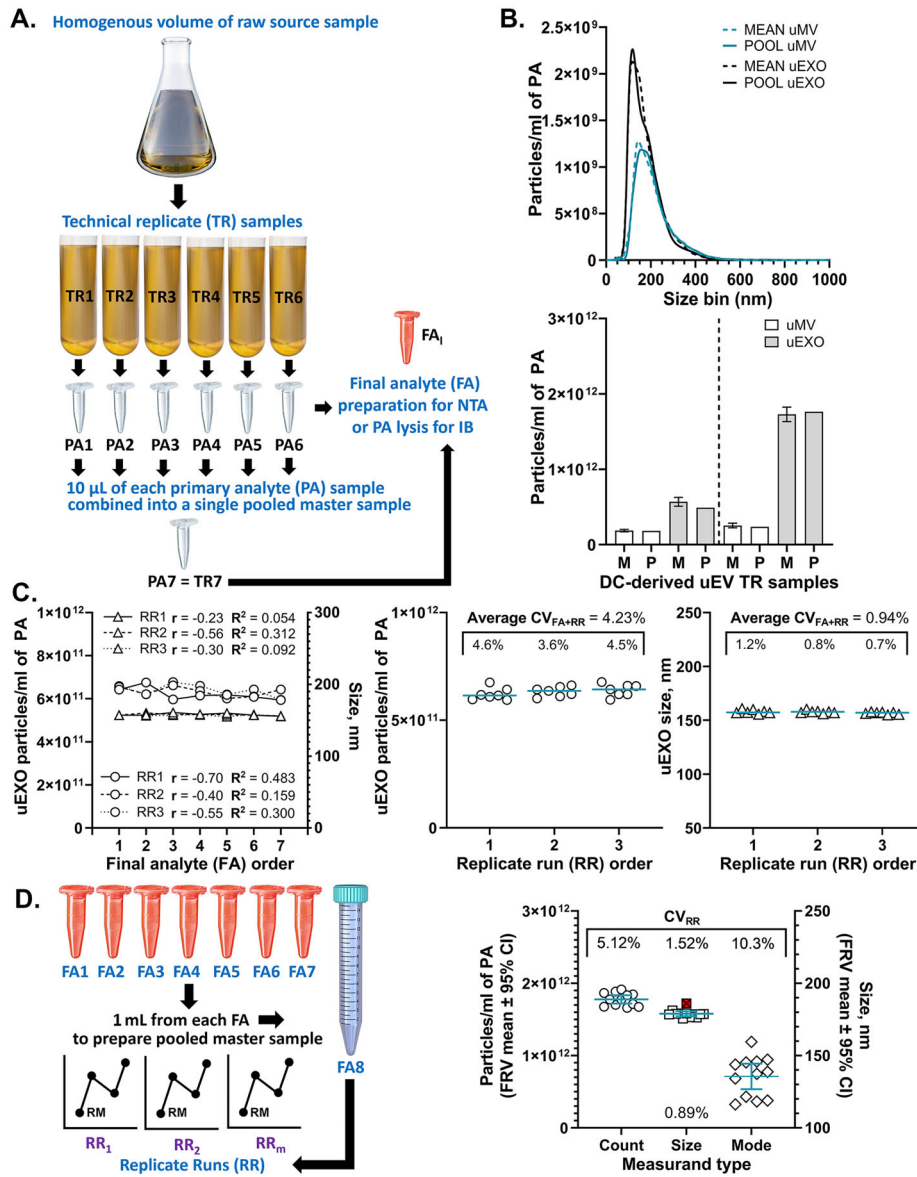 A.
Homogenous volume of raw source sample
Technical replicate (TR) samples
TR1 TR2 TR3 TR4 TR5 TR6
FA_I
Final analyte (FA)
preparation for NTA
or PA lysis for IB
PA1 PA2 PA3 PA4 PA5 PA6
10 µL of each primary analyte (PA) sample
combined into a single pooled master sample
PA7 = TR7
B.
MEAN uMV
POOL uMV
MEAN uEXO
POOL uEXO
Particles/ml of PA
2.5×10⁹
2×10⁹
1.5×10⁹
1×10⁹
5×10⁸
0
0 200 400 600 800 1000
Size bin (nm)
uMV
uEXO
Particles/ml of PA
3×10¹²
2×10¹²
1×10¹²
0
M P M P M P M P
DC-derived uEV TR samples
C.
uEXO particles/ml of PA
1×10¹²
8×10¹¹
6×10¹¹
4×10¹¹
2×10¹¹
0
RR1 r = -0.23 R² = 0.054
RR2 r = -0.56 R² = 0.312
RR3 r = -0.30 R² = 0.092
RR1 r = -0.70 R² = 0.483
RR2 r = -0.40 R² = 0.159
RR3 r = -0.55 R² = 0.300
300
200
100
0
Size, nm
1 2 3 4 5 6 7
Final analyte (FA) order
uEXO particles/ml of PA
1×10¹²
5×10¹¹
0
Average CV_FA+RR = 4.23%
4.6% 3.6% 4.5%
1 2 3
Replicate run (RR) order
uEXO size, nm
250
200
150
100
50
Average CV_FA+RR = 0.94%
1.2% 0.8% 0.7%
1 2 3
Replicate run (RR) order
D.
FA1 FA2 FA3 FA4 FA5 FA6 FA7
1 mL from each FA
to prepare pooled master sample
FA8
RM RM RM
RR₁ RR₂ RR_m
Replicate Runs (RR)
Particles/ml of PA
(FRV mean ± 95% CI)
3×10¹²
2×10¹²
1×10¹²
0
CV_RR
5.12% 1.52% 10.3%
0.89%
250
200
150
100
Size, nm
(FRV mean ± 95% CI)
Count Size Mode
Measurand type